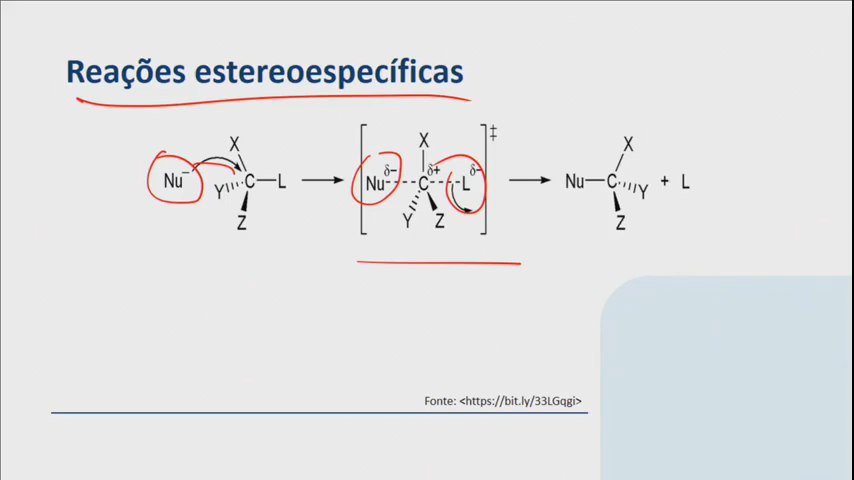 Reações estereoespecíficas
X X ‡ X
Nu⁻ Y C L Nu δ− C δ+ L δ− Nu C Y + L
Z Y Z Z
Fonte: <https://bit.ly/33LGqgi>